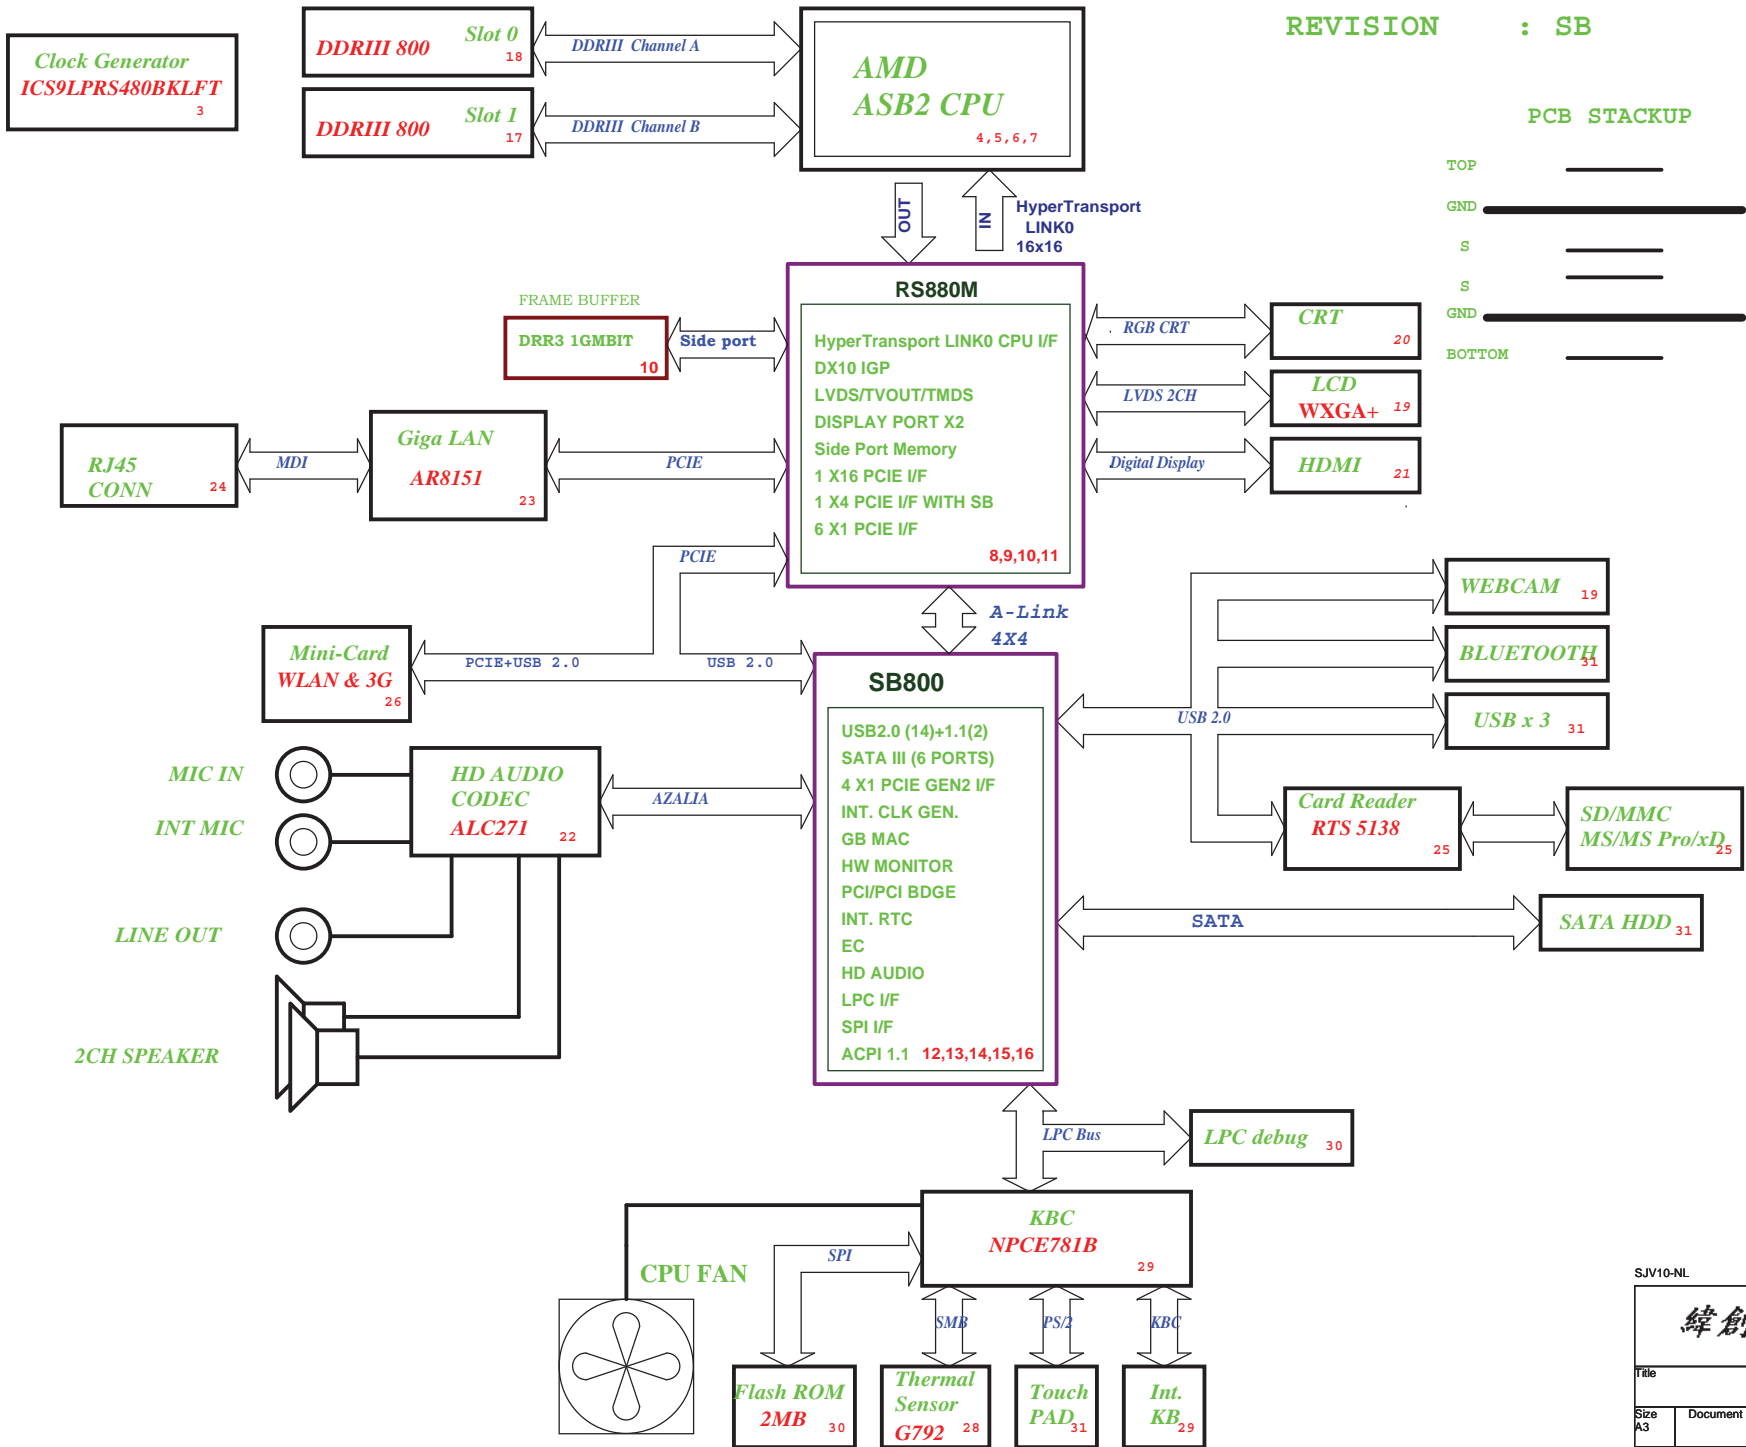 REVISION : SB
Clock Generator
ICS9LPRS480BKLFT
3
DDRIII 800 Slot 0
18
DDRIII Channel A
DDRIII 800 Slot 1
17
DDRIII Channel B
AMD
ASB2 CPU
4,5,6,7
PCB STACKUP
TOP
GND
S
S
GND
BOTTOM
OUT
IN
HyperTransport
LINK0
16x16
RS880M
HyperTransport LINK0 CPU I/F
DX10 IGP
LVDS/TVOUT/TMDS
DISPLAY PORT X2
Side Port Memory
1 X16 PCIE I/F
1 X4 PCIE I/F WITH SB
6 X1 PCIE I/F
8,9,10,11
FRAME BUFFER
DRR3 1GMBIT
10
Side port
RGB CRT
CRT
20
LVDS 2CH
LCD
WXGA+ 19
Digital Display
HDMI
21
RJ45
CONN
24
MDI
Giga LAN
AR8151
23
PCIE
PCIE
A-Link
4X4
Mini-Card
WLAN & 3G
26
PCIE+USB 2.0
USB 2.0
SB800
USB2.0 (14)+1.1(2)
SATA III (6 PORTS)
4 X1 PCIE GEN2 I/F
INT. CLK GEN.
GB MAC
HW MONITOR
PCI/PCI BDGE
INT. RTC
EC
HD AUDIO
LPC I/F
SPI I/F
ACPI 1.1 12,13,14,15,16
WEBCAM
19
BLUETOOTH
31
USB 2.0
USB x 3
31
Card Reader
RTS 5138
25
SD/MMC
MS/MS Pro/xD
25
SATA
SATA HDD
31
MIC IN
INT MIC
LINE OUT
2CH SPEAKER
HD AUDIO
CODEC
ALC271
22
AZALIA
LPC Bus
LPC debug
30
KBC
NPCE781B
29
CPU FAN
SPI
SMB
PS/2
KBC
Flash ROM
2MB
30
Thermal
Sensor
G792
28
Touch
PAD
31
Int.
KB
29
SJV10-NL
緯創
Title
Size
A3
Document